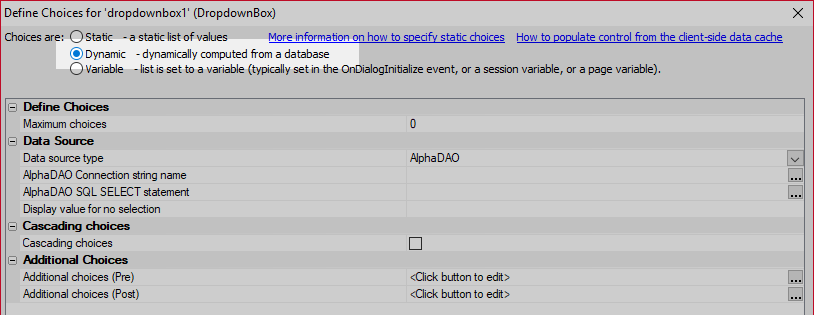 Define Choices for 'dropdownbox1' (DropdownBox)
Choices are: Static - a static list of values More information on how to specify static choices How to populate control from the client-side data cache
Dynamic - dynamically computed from a database
Variable - list is set to a variable (typically set in the OnDialogInitialize event, or a session variable, or a page variable).
Define Choices
Maximum choices 0
Data Source
Data source type AlphaDAO
AlphaDAO Connection string name ...
AlphaDAO SQL SELECT statement ...
Display value for no selection
Cascading choices
Cascading choices
Additional Choices
Additional choices (Pre) <Click button to edit> ...
Additional choices (Post) <Click button to edit> ...